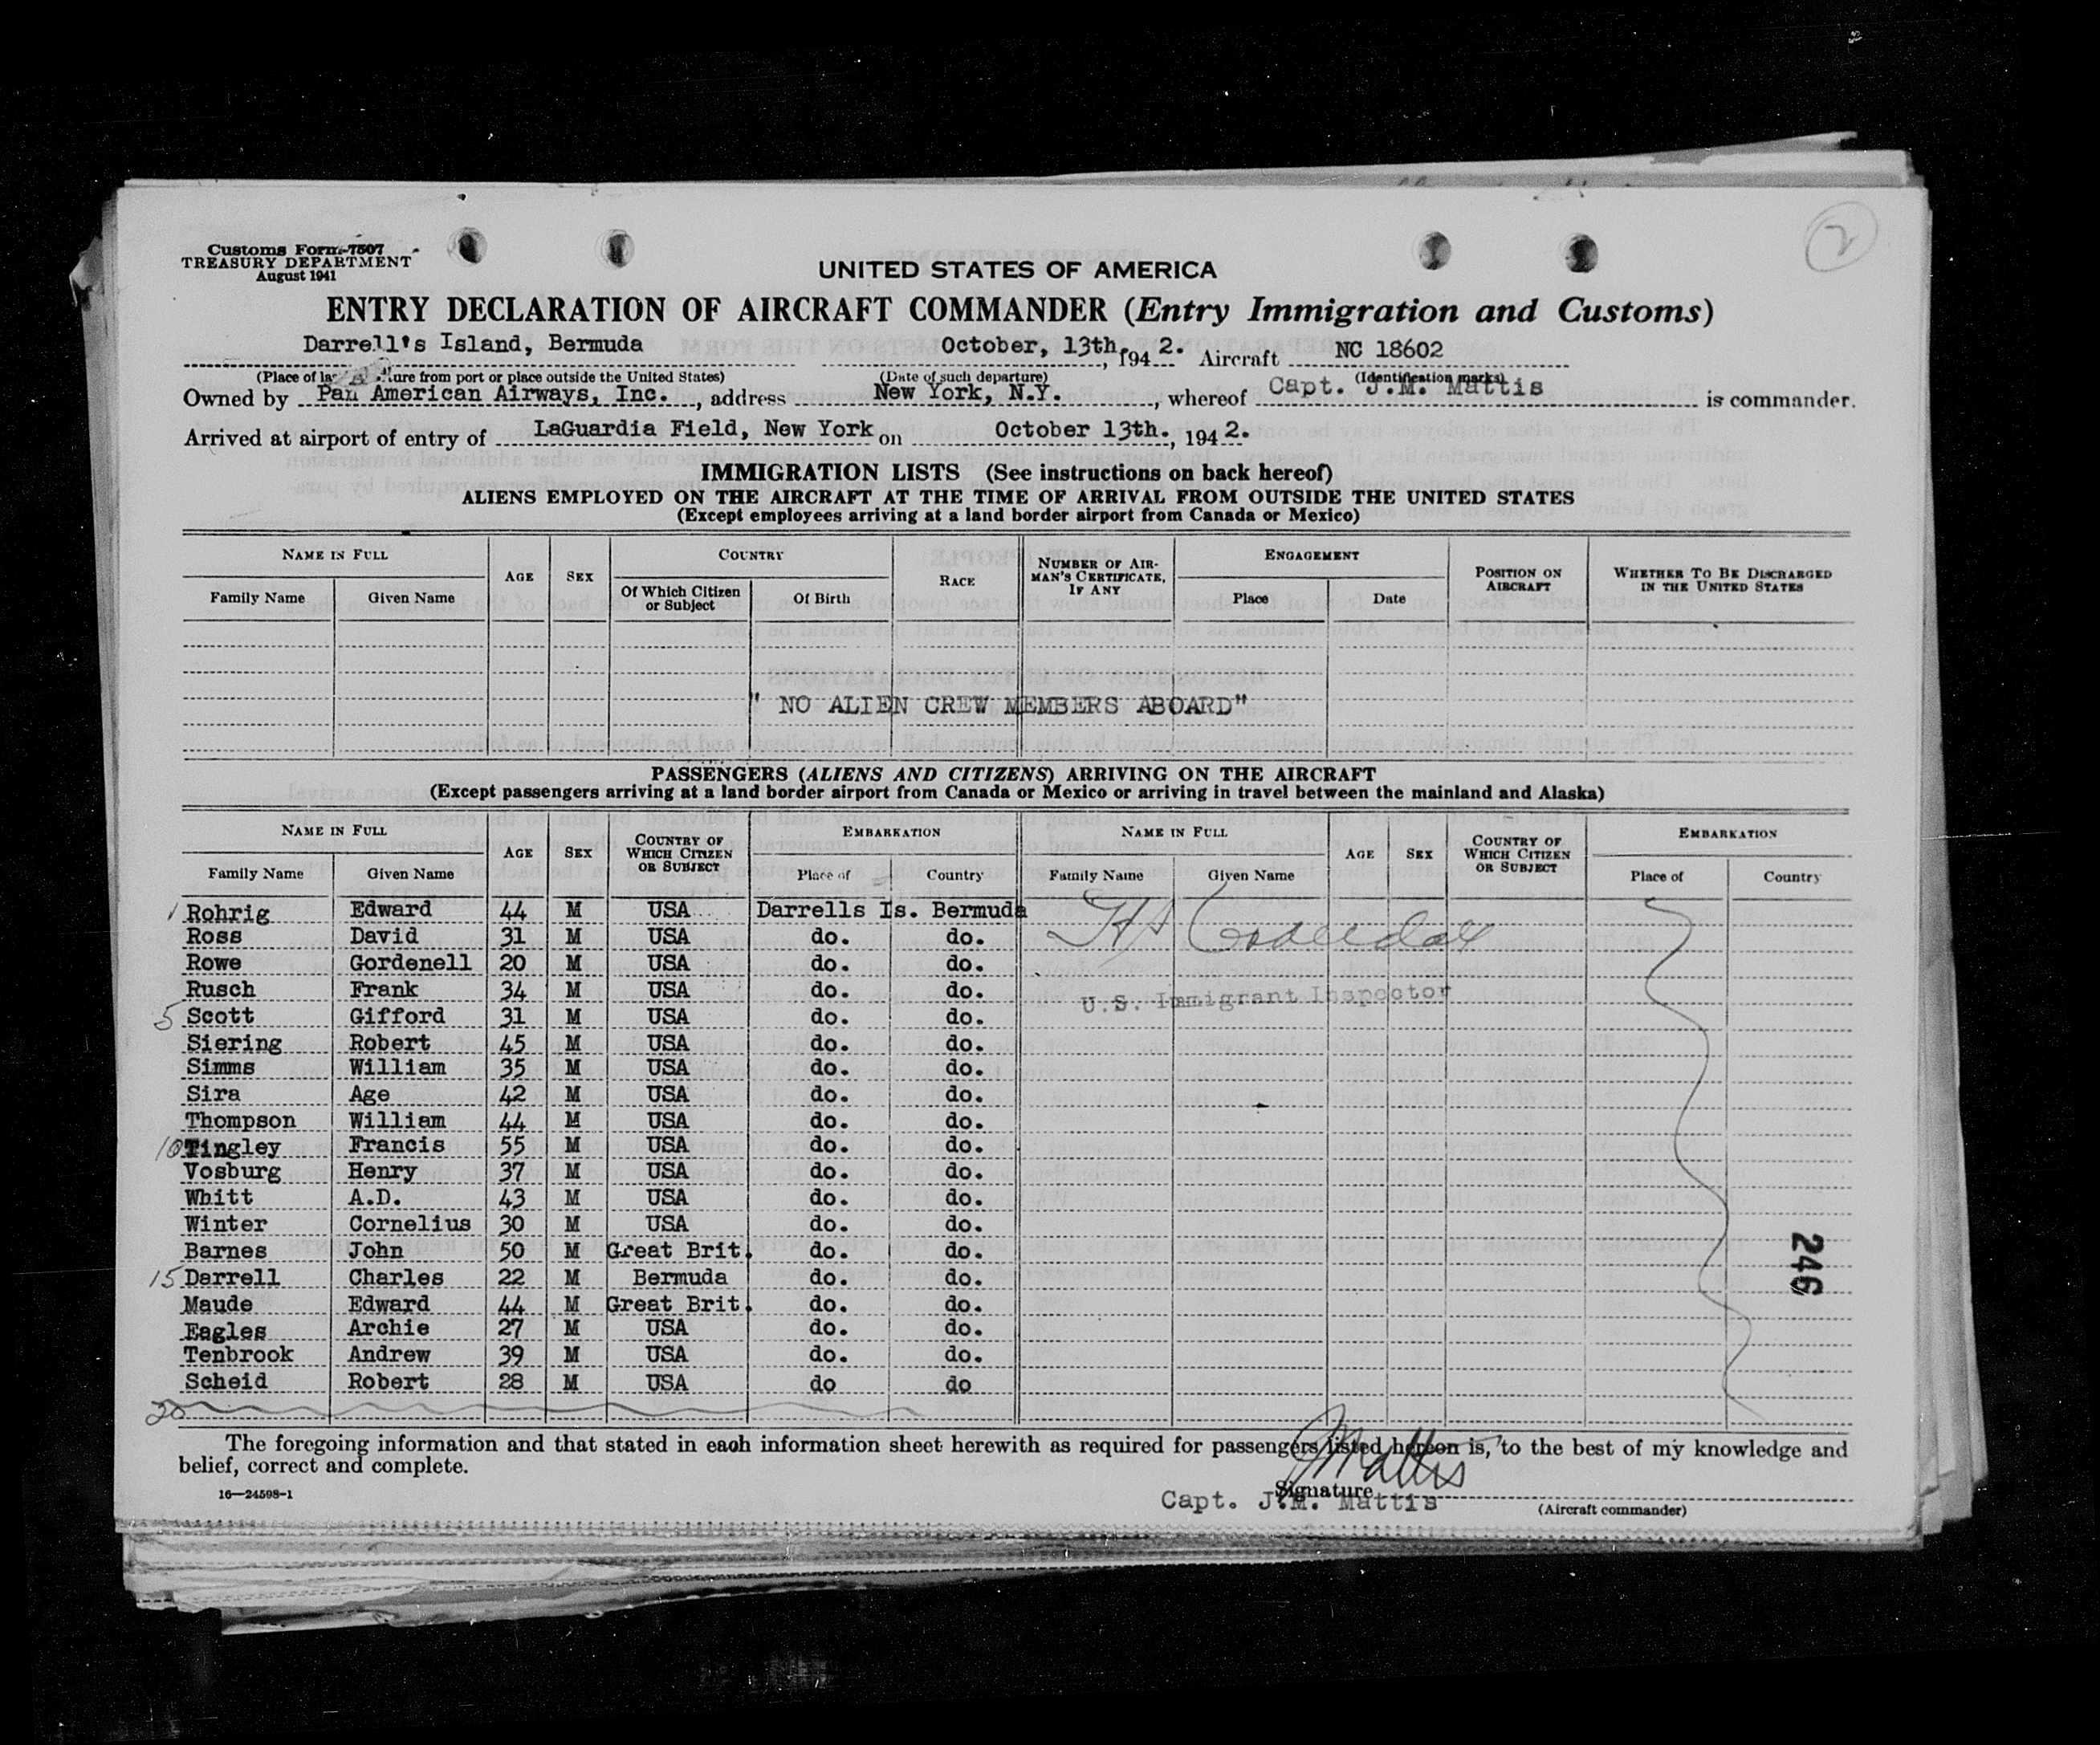 2
Customs Form 7507
TREASURY DEPARTMENT
August 1941
UNITED STATES OF AMERICA
ENTRY DECLARATION OF AIRCRAFT COMMANDER (Entry Immigration and Customs)
Darrell's Island, Bermuda October, 13th, 1942. Aircraft NC 18602
(Place of last departure from port or place outside the United States) (Date of such departure) (Identification marks)
Owned by Pan American Airways, Inc., address New York, N.Y., whereof Capt. J.M. Mattis is commander.
Arrived at airport of entry of LaGuardia Field, New York on October 13th., 1942.
IMMIGRATION LISTS (See instructions on back hereof)
ALIENS EMPLOYED ON THE AIRCRAFT AT THE TIME OF ARRIVAL FROM OUTSIDE THE UNITED STATES
(Except employees arriving at a land border airport from Canada or Mexico)
NAME IN FULL AGE SEX COUNTRY RACE NUMBER OF AIRMAN'S CERTIFICATE, IF ANY ENGAGEMENT POSITION ON AIRCRAFT WHETHER TO BE DISCHARGED IN THE UNITED STATES
Family Name Given Name Of Which Citizen or Subject Of Birth Place Date
" NO ALIEN CREW MEMBERS ABOARD"
PASSENGERS (ALIENS AND CITIZENS) ARRIVING ON THE AIRCRAFT
(Except passengers arriving at a land border airport from Canada or Mexico or arriving in travel between the mainland and Alaska)
NAME IN FULL AGE SEX COUNTRY OF WHICH CITIZEN OR SUBJECT EMBARKATION NAME IN FULL AGE SEX COUNTRY OF WHICH CITIZEN OR SUBJECT EMBARKATION
Family Name Given Name Place of Country Family Name Given Name Place of Country
1 Rohrig Edward 44 M USA Darrells Is. Bermuda
Ross David 31 M USA do. do.
Rowe Gordenell 20 M USA do. do.
Rusch Frank 34 M USA do. do.
U.S. Immigrant Inspector
5 Scott Gifford 31 M USA do. do.
Siering Robert 45 M USA do. do.
Simms William 35 M USA do. do.
Sira Age 42 M USA do. do.
Thompson William 44 M USA do. do.
10 Tingley Francis 55 M USA do. do.
Vosburg Henry 37 M USA do. do.
Whitt A.D. 43 M USA do. do.
Winter Cornelius 30 M USA do. do.
Barnes John 50 M Great Brit. do. do.
15 Darrell Charles 22 M Bermuda do. do.
Maude Edward 44 M Great Brit. do. do.
Eagles Archie 27 M USA do. do.
Tenbrook Andrew 39 M USA do. do.
Scheid Robert 28 M USA do do
20
246
The foregoing information and that stated in each information sheet herewith as required for passengers listed hereon is, to the best of my knowledge and
belief, correct and complete.
JMattis
16—24598-1
Signature
Capt. J.M. Mattis
(Aircraft commander)